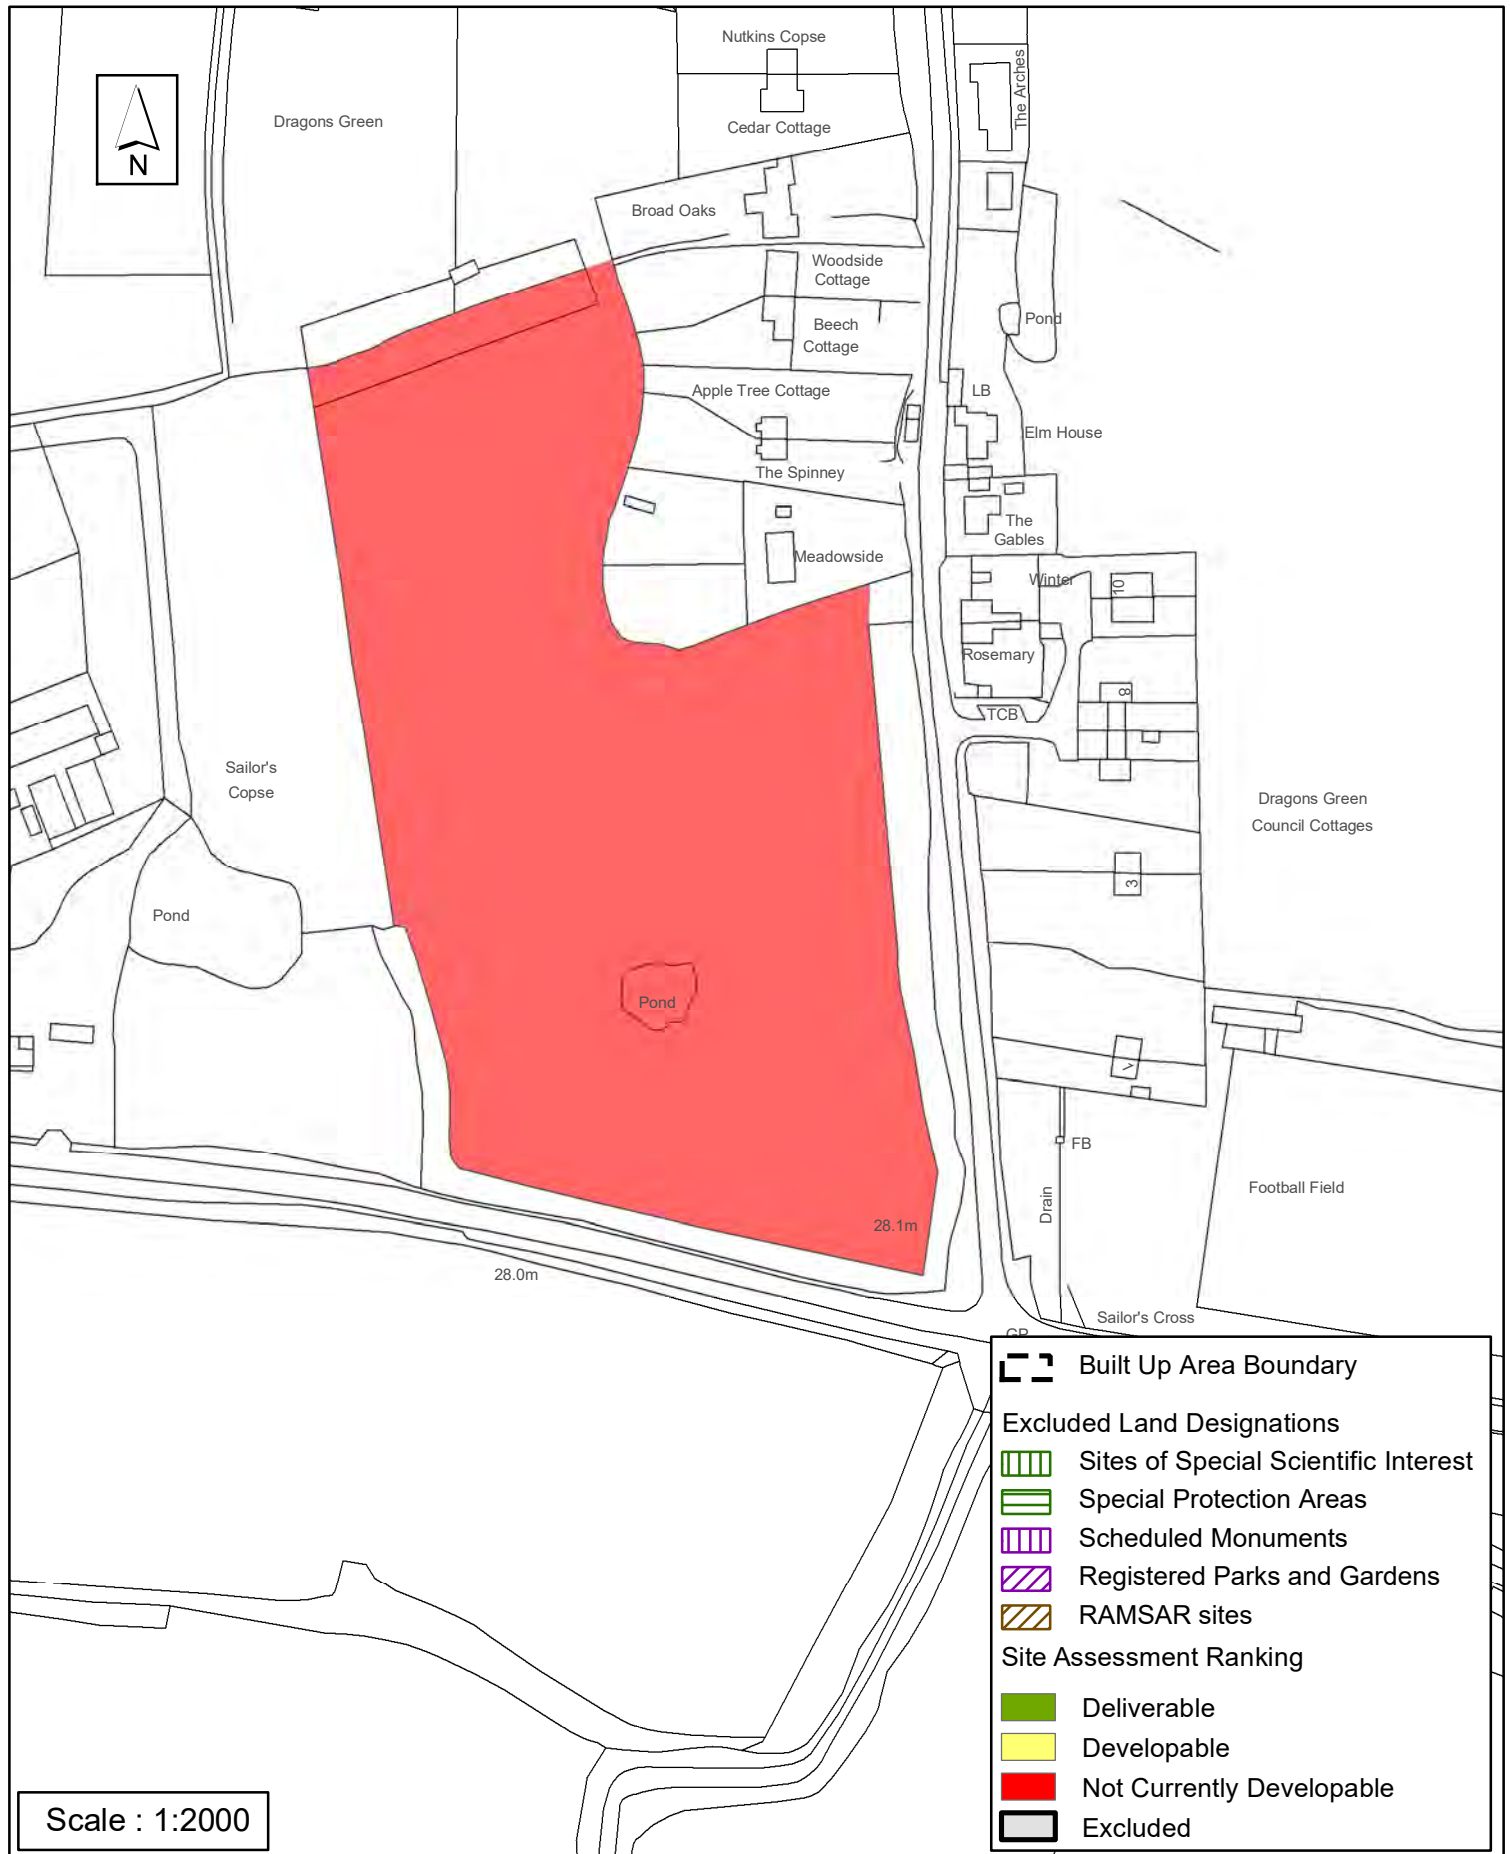 Nutkins Copse
The Arches
Dragons Green
Cedar Cottage
N
Broad Oaks
Woodside
Cottage
Pond
Beech
Cottage
Apple Tree Cottage
LB
Elm House
The Spinney
The
Gables
Meadowside
Winter
10
Rosemary
8
TCB
Sailor's
Copse
Dragons Green
Council Cottages
3
Pond
Pond
1
FB
Football Field
Drain
28.1m
28.0m
Sailor's Cross
GP
Built Up Area Boundary
Excluded Land Designations
Sites of Special Scientific Interest
Special Protection Areas
Scheduled Monuments
Registered Parks and Gardens
RAMSAR sites
Site Assessment Ranking
Deliverable
Developable
Not Currently Developable
Excluded
Scale : 1:2000